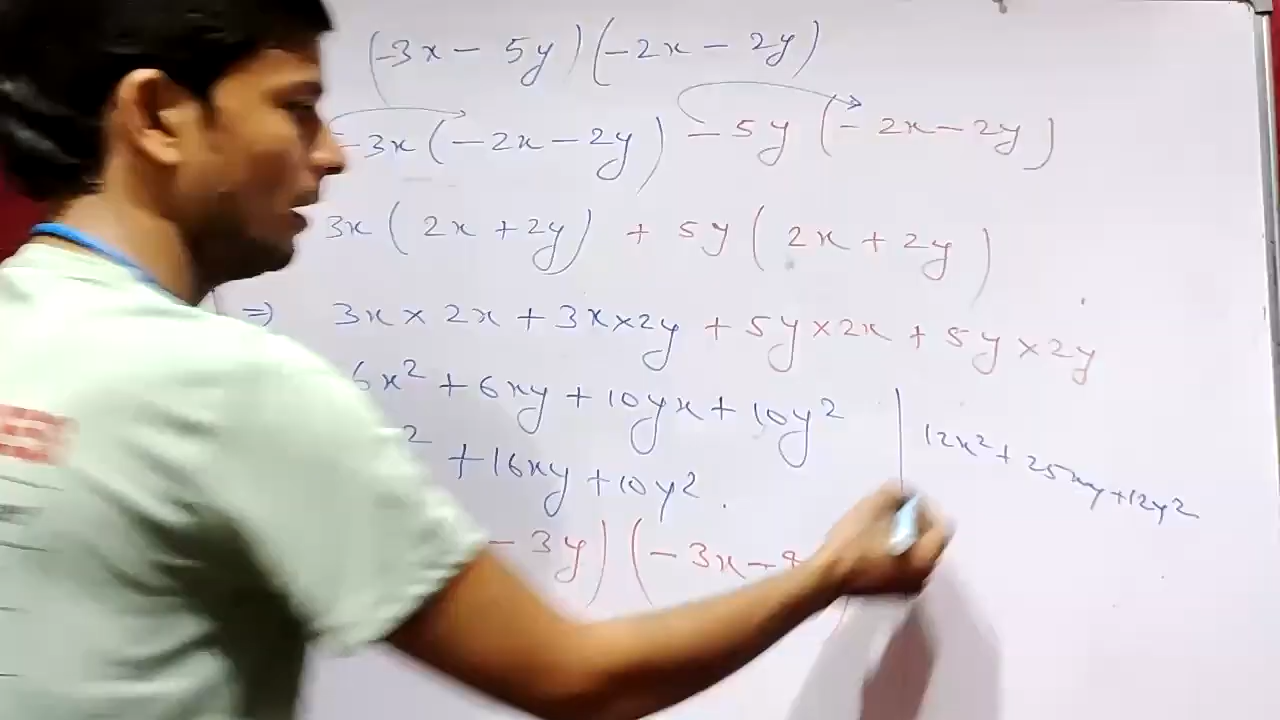 (-3x - 5y)(-2x - 2y)
-3x(-2x - 2y) - 5y(-2x - 2y)
3x(2x + 2y) + 5y(2x + 2y)
⇒ 3x × 2x + 3x × 2y + 5y × 2x + 5y × 2y
6x² + 6xy + 10yx + 10y²
² + 16xy + 10y².
12x² + 25xy + 12y²
- 3y)(-3x -